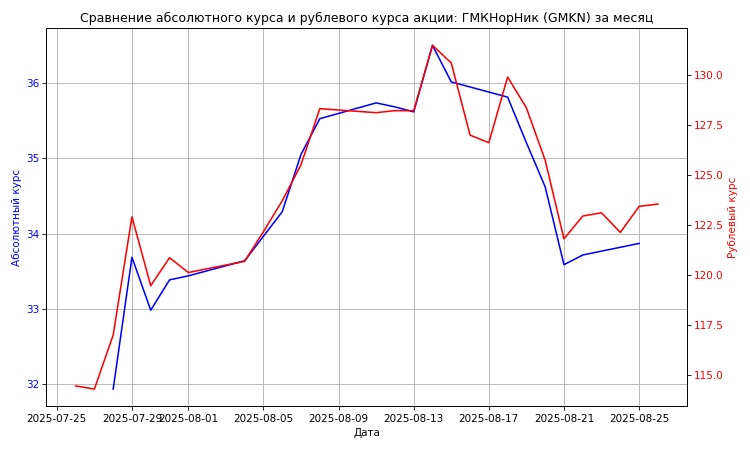 Сравнение абсолютного курса и рублевого курса акции: ГМКНорНик (GMKN) за месяц
Абсолютный курс
36
35
34
33
32
130.0
127.5
125.0
122.5
120.0
117.5
115.0
Рублевый курс
2025-07-25 2025-07-29 2025-08-01 2025-08-05 2025-08-09 2025-08-13 2025-08-17 2025-08-21 2025-08-25
Дата